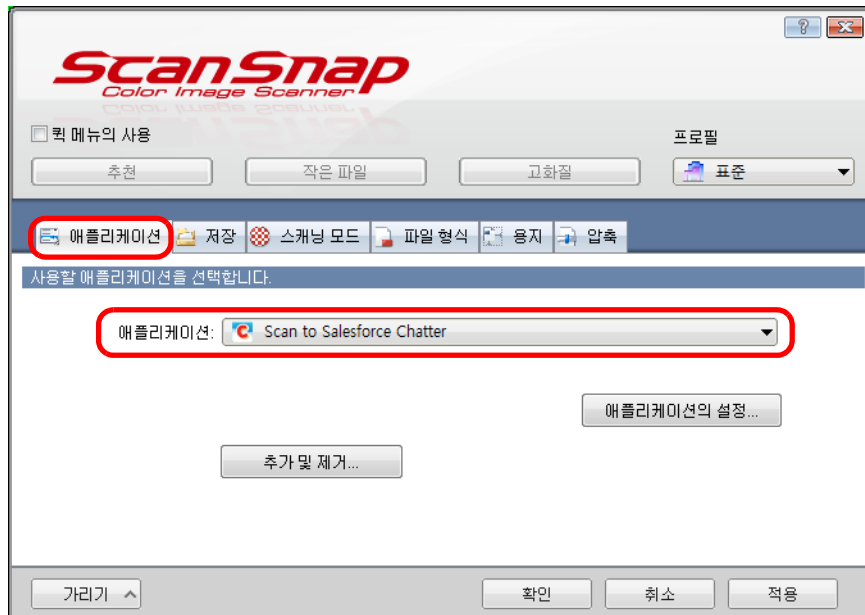 ScanSnap
Color Image Scanner
퀵 메뉴의 사용
프로필
추천
작은 파일
고화질
표준
애플리케이션
저장
스캐닝 모드
파일 형식
용지
압축
사용할 애플리케이션을 선택합니다.
애플리케이션:
Scan to Salesforce Chatter
애플리케이션의 설정...
추가 및 제거...
가리기
확인
취소
적용